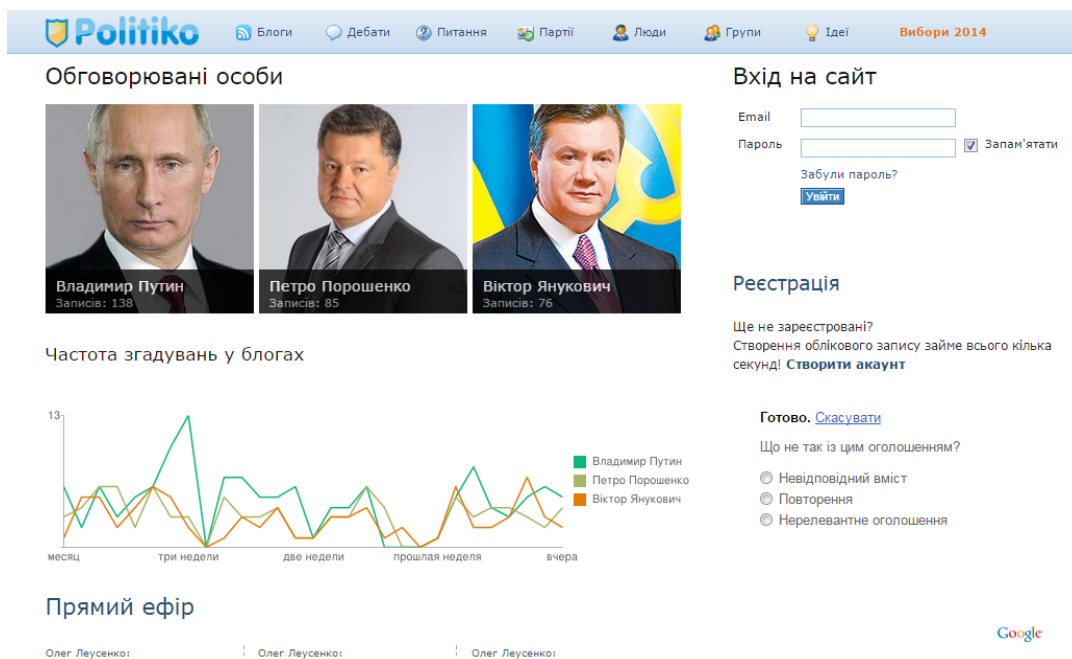 Politiko
Блоги
Дебати
Питання
Партії
Люди
Групи
Ідеї
Вибори 2014
Обговорювані особи
Владимир Путин
Записів: 138
Петро Порошенко
Записів: 85
Віктор Янукович
Записів: 76
Частота згадувань у блогах
13
Владимир Путин
Петро Порошенко
Віктор Янукович
месяц
три недели
две недели
прошлая неделя
вчера
Прямий ефір
Олег Леусенко:
Олег Леусенко:
Олег Леусенко:
Вхід на сайт
Email
Пароль
Запам'ятати
Забули пароль?
Увійти
Реєстрація
Ще не зареєстровані?
Створення облікового запису займе всього кілька
секунд! Створити акаунт
Готово. Скасувати
Що не так із цим оголошенням?
Невідповідний вміст
Повторення
Нерелевантне оголошення
Google